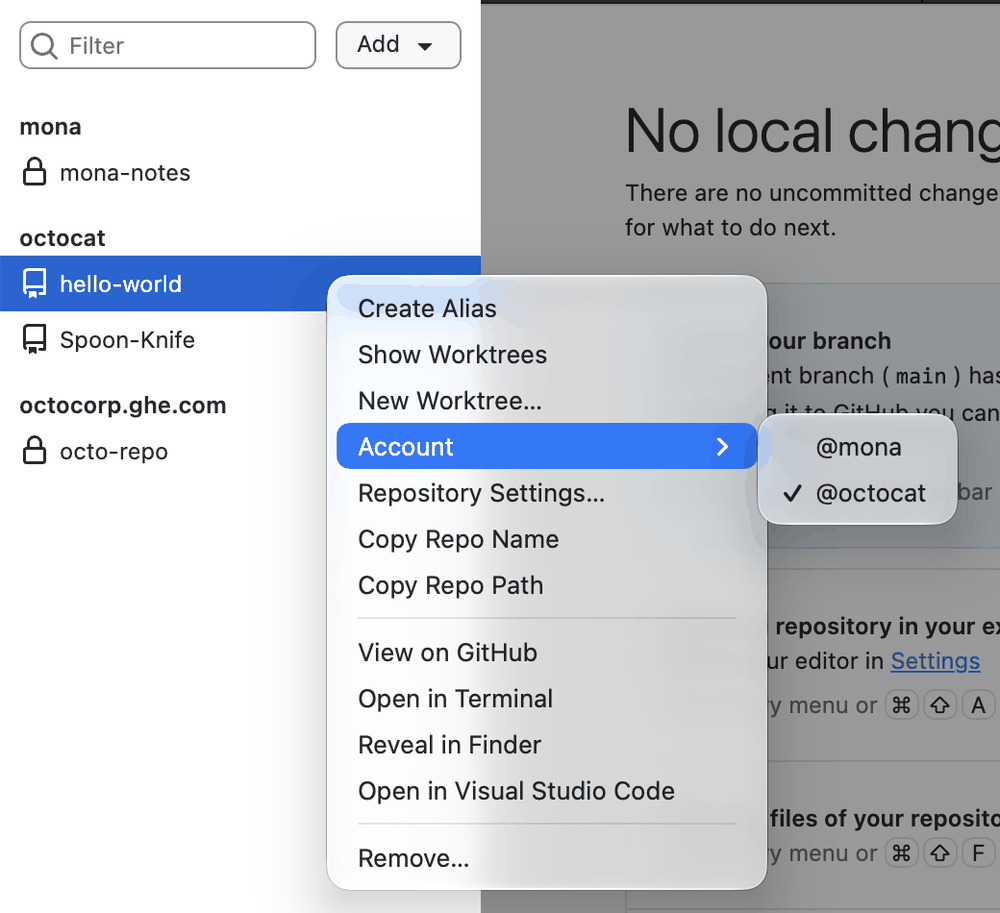 Filter
Add
mona
mona-notes
octocat
hello-world
Spoon-Knife
octocorp.ghe.com
octo-repo
Create Alias
Show Worktrees
New Worktree...
Account
Repository Settings...
Copy Repo Name
Copy Repo Path
View on GitHub
Open in Terminal
Reveal in Finder
Open in Visual Studio Code
Remove...
@mona
✓ @octocat
No local chang
There are no uncommitted change
for what to do next.
our branch
nt branch ( main ) has
g it to GitHub you can
bar
repository in your ex
ur editor in Settings
ry menu or ⌘ ⇧ A
files of your reposito
ry menu or ⌘ ⇧ F